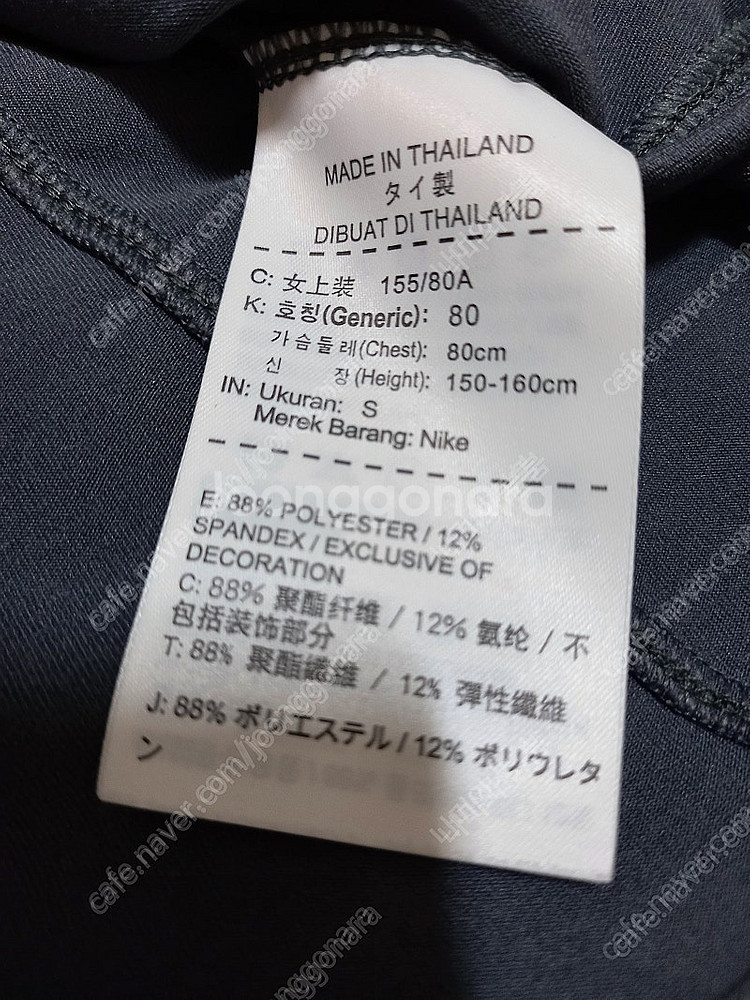 MADE IN THAILAND
タイ製
DIBUAT DI THAILAND
C: 女上装 155/80A
K: 호칭(Generic): 80
가슴둘레(Chest): 80cm
신 장(Height): 150-160cm
IN: Ukuran: S
Merek Barang: Nike
joonggonara
E: 88% POLYESTER / 12%
SPANDEX / EXCLUSIVE OF
DECORATION
C: 88% 聚酯纤维 / 12% 氨纶 / 不
包括装饰部分
T: 88% 聚酯纖維 / 12% 彈性纖維
J: 88% ポリエステル / 12% ポリウレタ
ン
cafe.naver.com/joonggonara